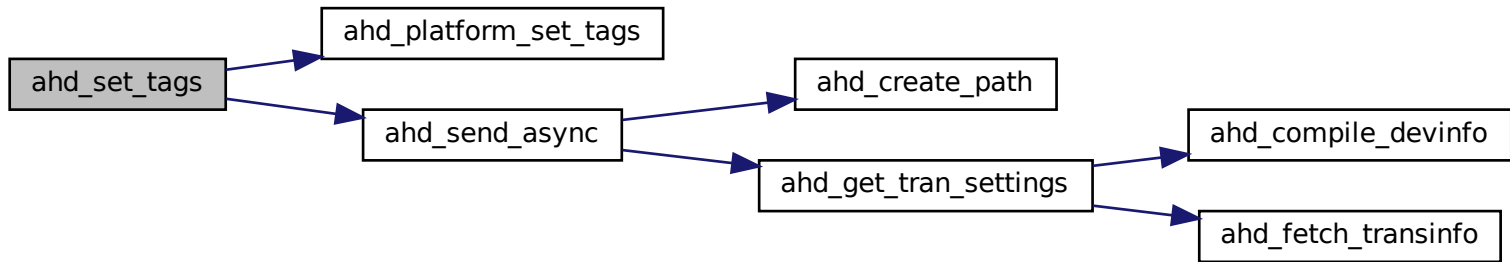 ahd_set_tags
ahd_platform_set_tags
ahd_send_async
ahd_create_path
ahd_get_tran_settings
ahd_compile_devinfo
ahd_fetch_transinfo